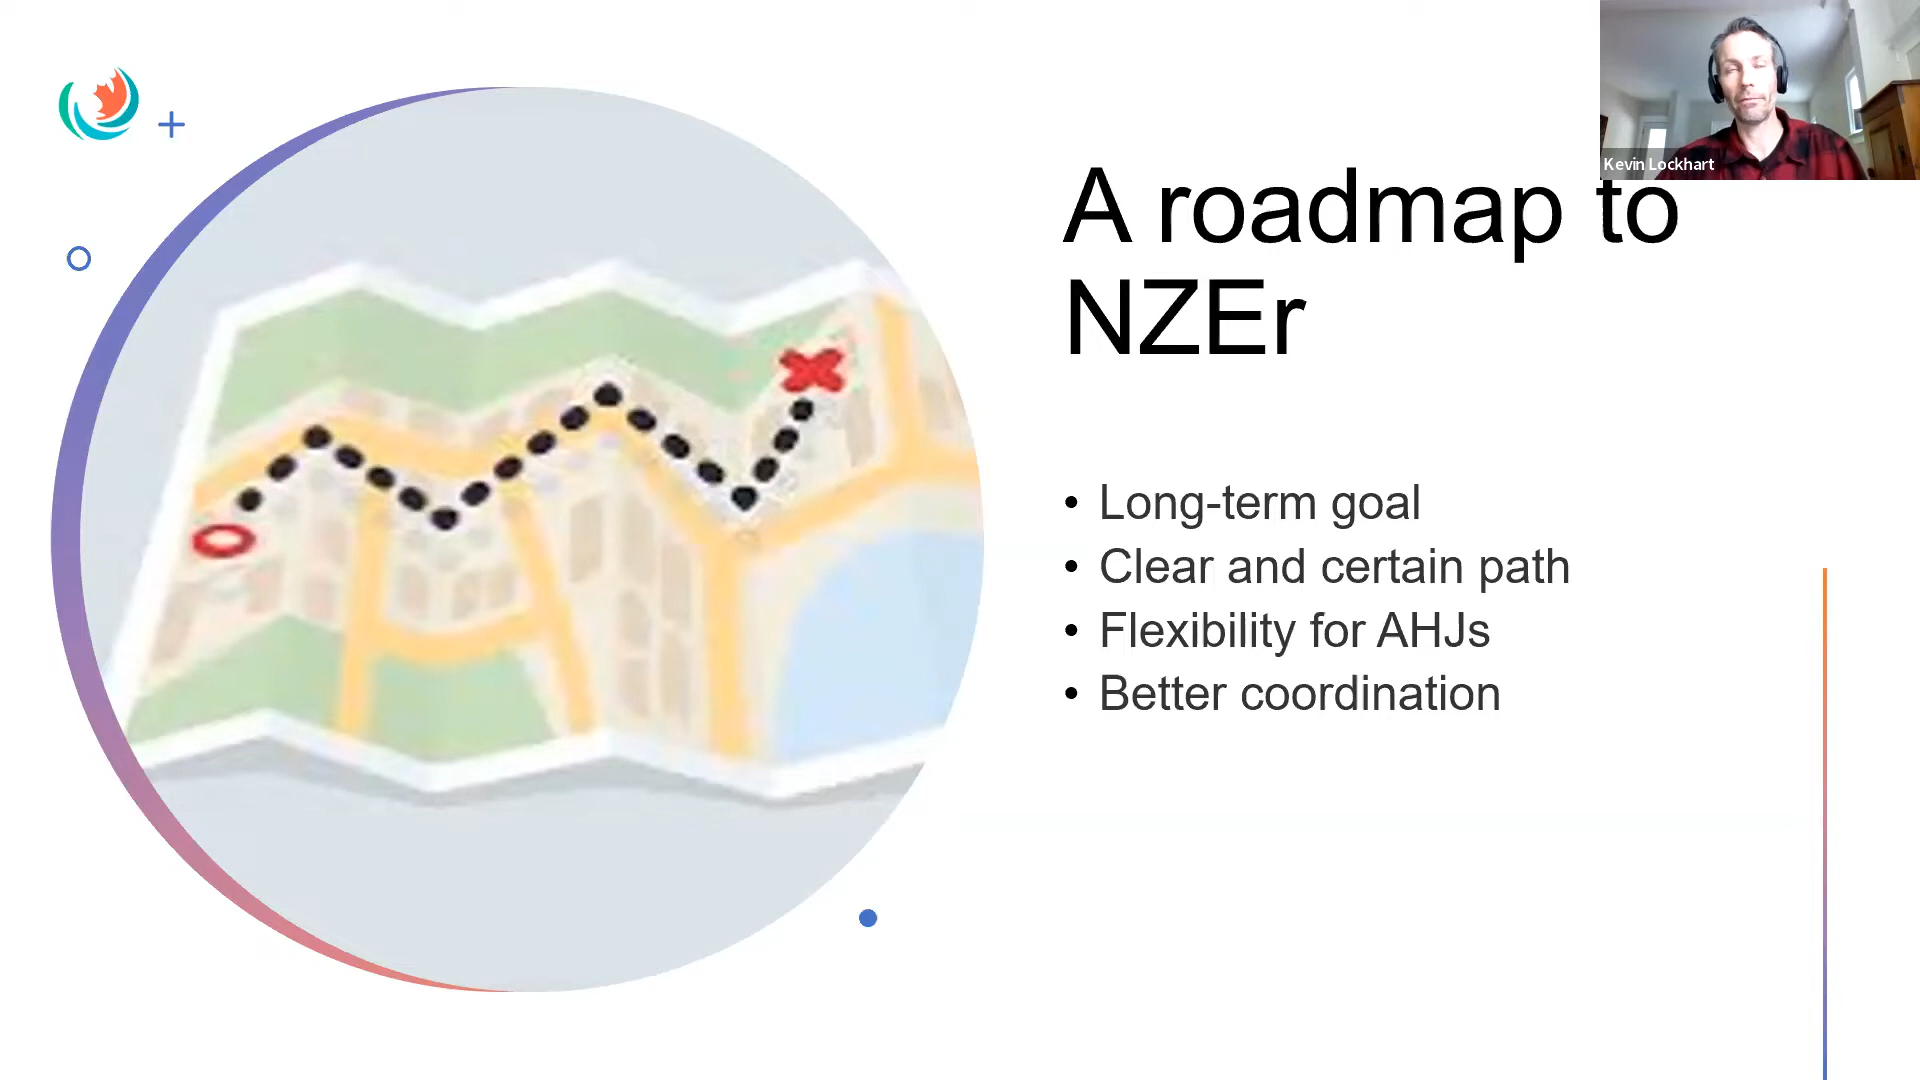 Kevin Lockhart
A roadmap to
NZEr
• Long-term goal
• Clear and certain path
• Flexibility for AHJs
• Better coordination